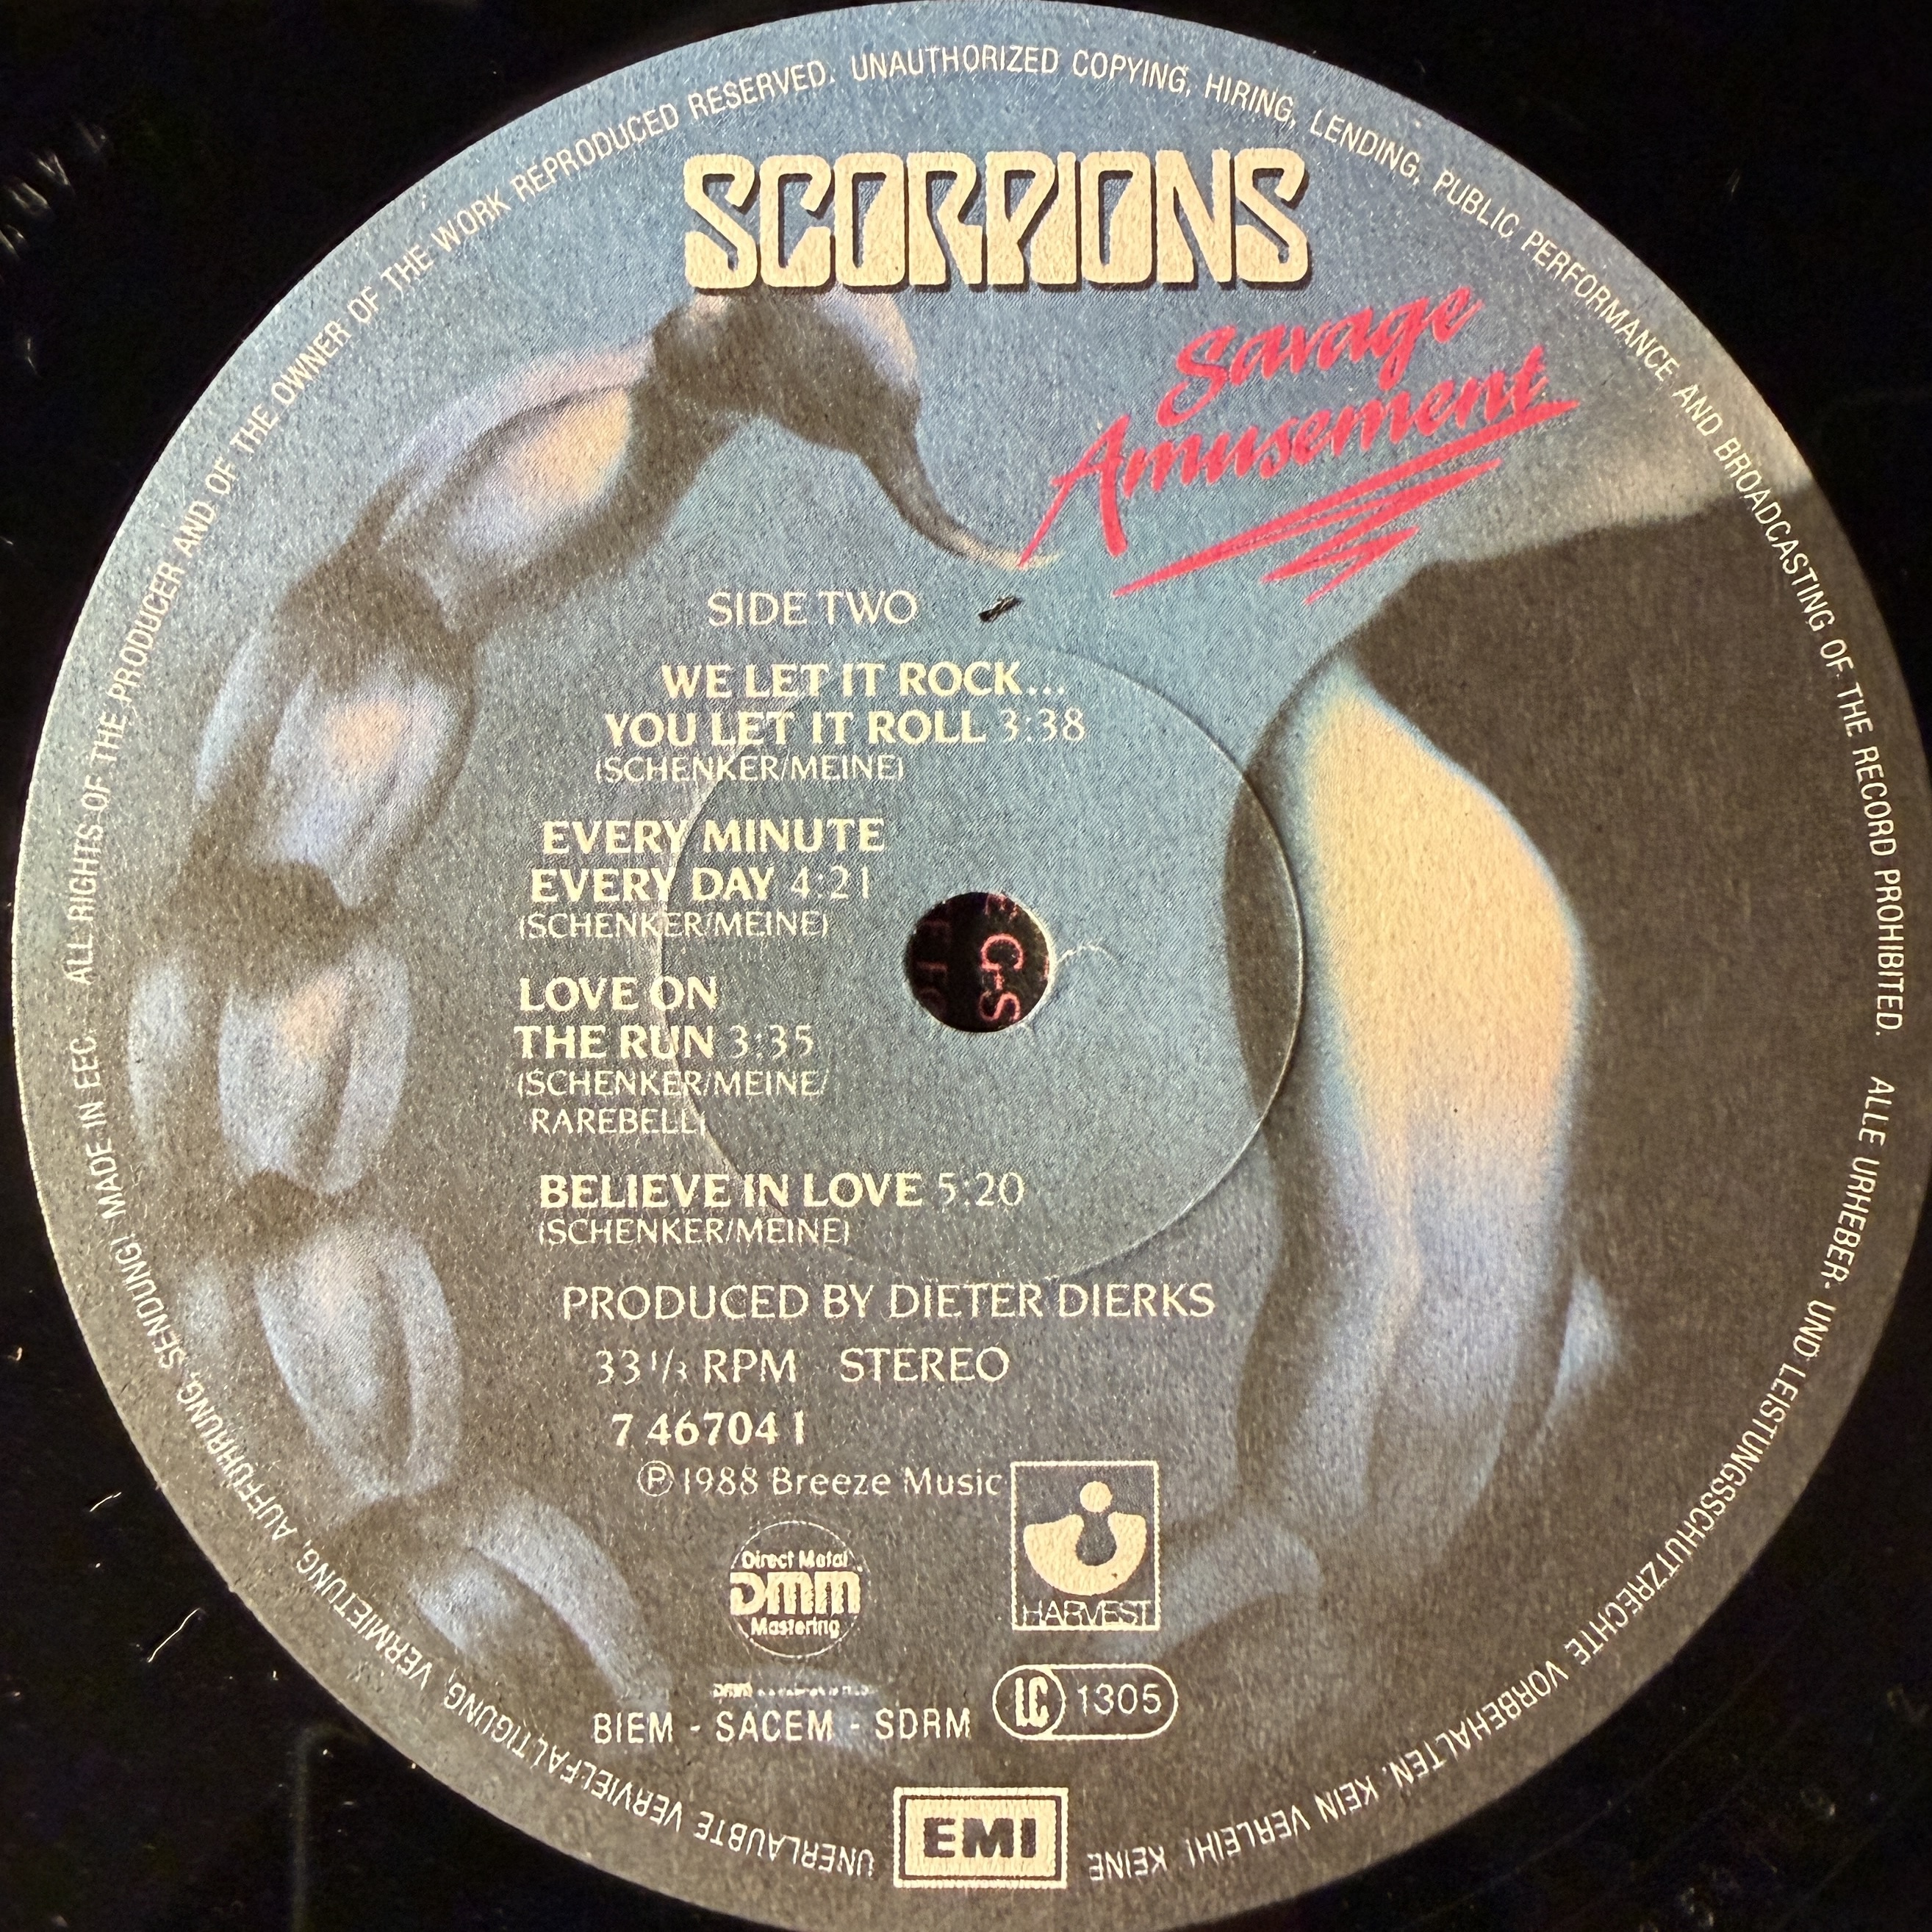 SCORPIONS
Savage
Amusement
SIDE TWO
WE LET IT ROCK...
YOU LET IT ROLL 3:38
(SCHENKER/MEINE)
EVERY MINUTE
EVERY DAY 4:21
(SCHENKER/MEINE)
LOVE ON
THE RUN 3:35
(SCHENKER/MEINE/
RAREBELL)
BELIEVE IN LOVE 5:20
(SCHENKER/MEINE)
PRODUCED BY DIETER DIERKS
33 1/3 RPM STEREO
7 46704 1
Ⓟ 1988 Breeze Music
Direct Metal
DMM
Mastering
HARVEST
DMM
BIEM - SACEM - SDRM
LC 1305
EMI
ALL RIGHTS OF THE PRODUCER AND OF THE OWNER OF THE WORK REPRODUCED RESERVED. UNAUTHORIZED COPYING, HIRING, LENDING, PUBLIC PERFORMANCE AND BROADCASTING OF THE RECORD PROHIBITED.
ALLE URHEBER- UND LEISTUNGSSCHUTZRECHTE VORBEHALTEN. KEIN VERLEIH! KEINE UNERLAUBTE VERVIELFÄLTIGUNG, VERMIETUNG, AUFFÜHRUNG, SENDUNG! MADE IN EEC